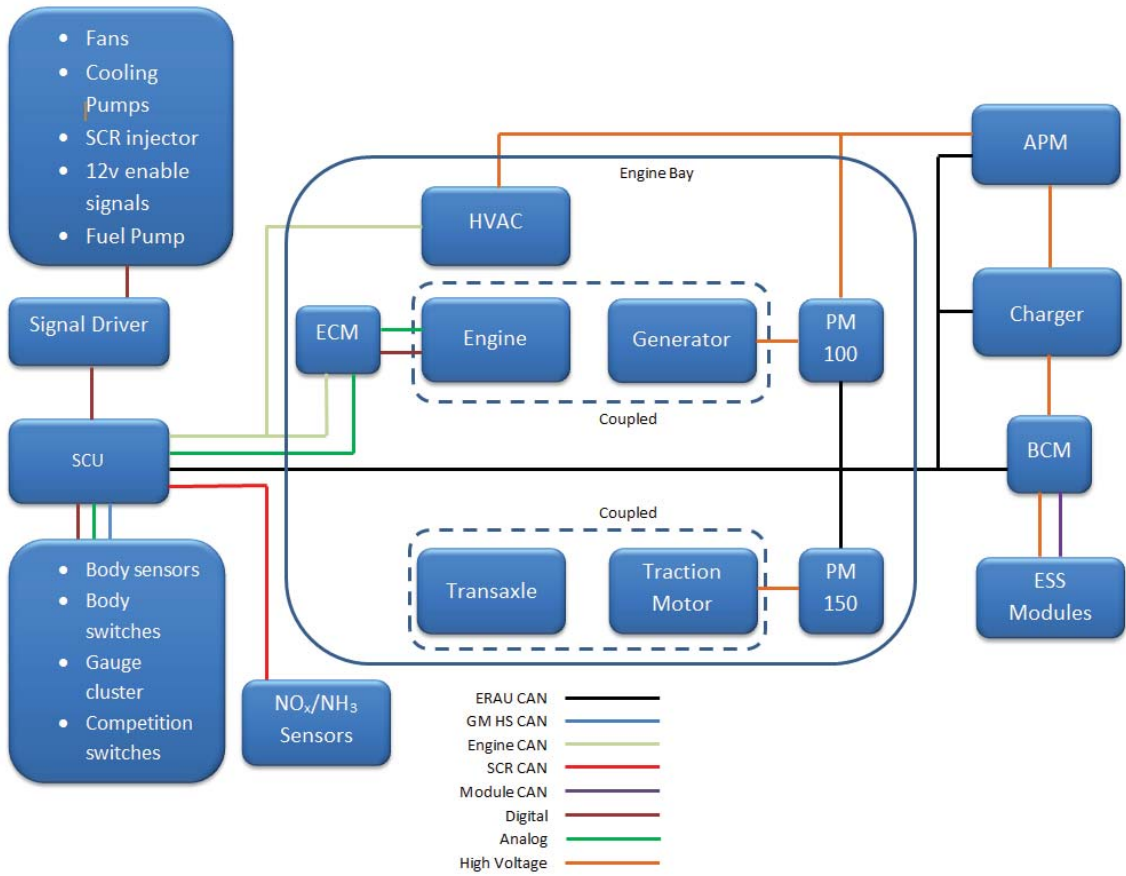 • Fans
• Cooling
Pumps
• SCR injector
• 12v enable
signals
• Fuel Pump
Signal Driver
SCU
• Body sensors
• Body
switches
• Gauge
cluster
• Competition
switches
NOₓ/NH₃
Sensors
Engine Bay
HVAC
ECM
Engine
Generator
PM
100
Coupled
Coupled
Transaxle
Traction
Motor
PM
150
APM
Charger
BCM
ESS
Modules
ERAU CAN
GM HS CAN
Engine CAN
SCR CAN
Module CAN
Digital
Analog
High Voltage